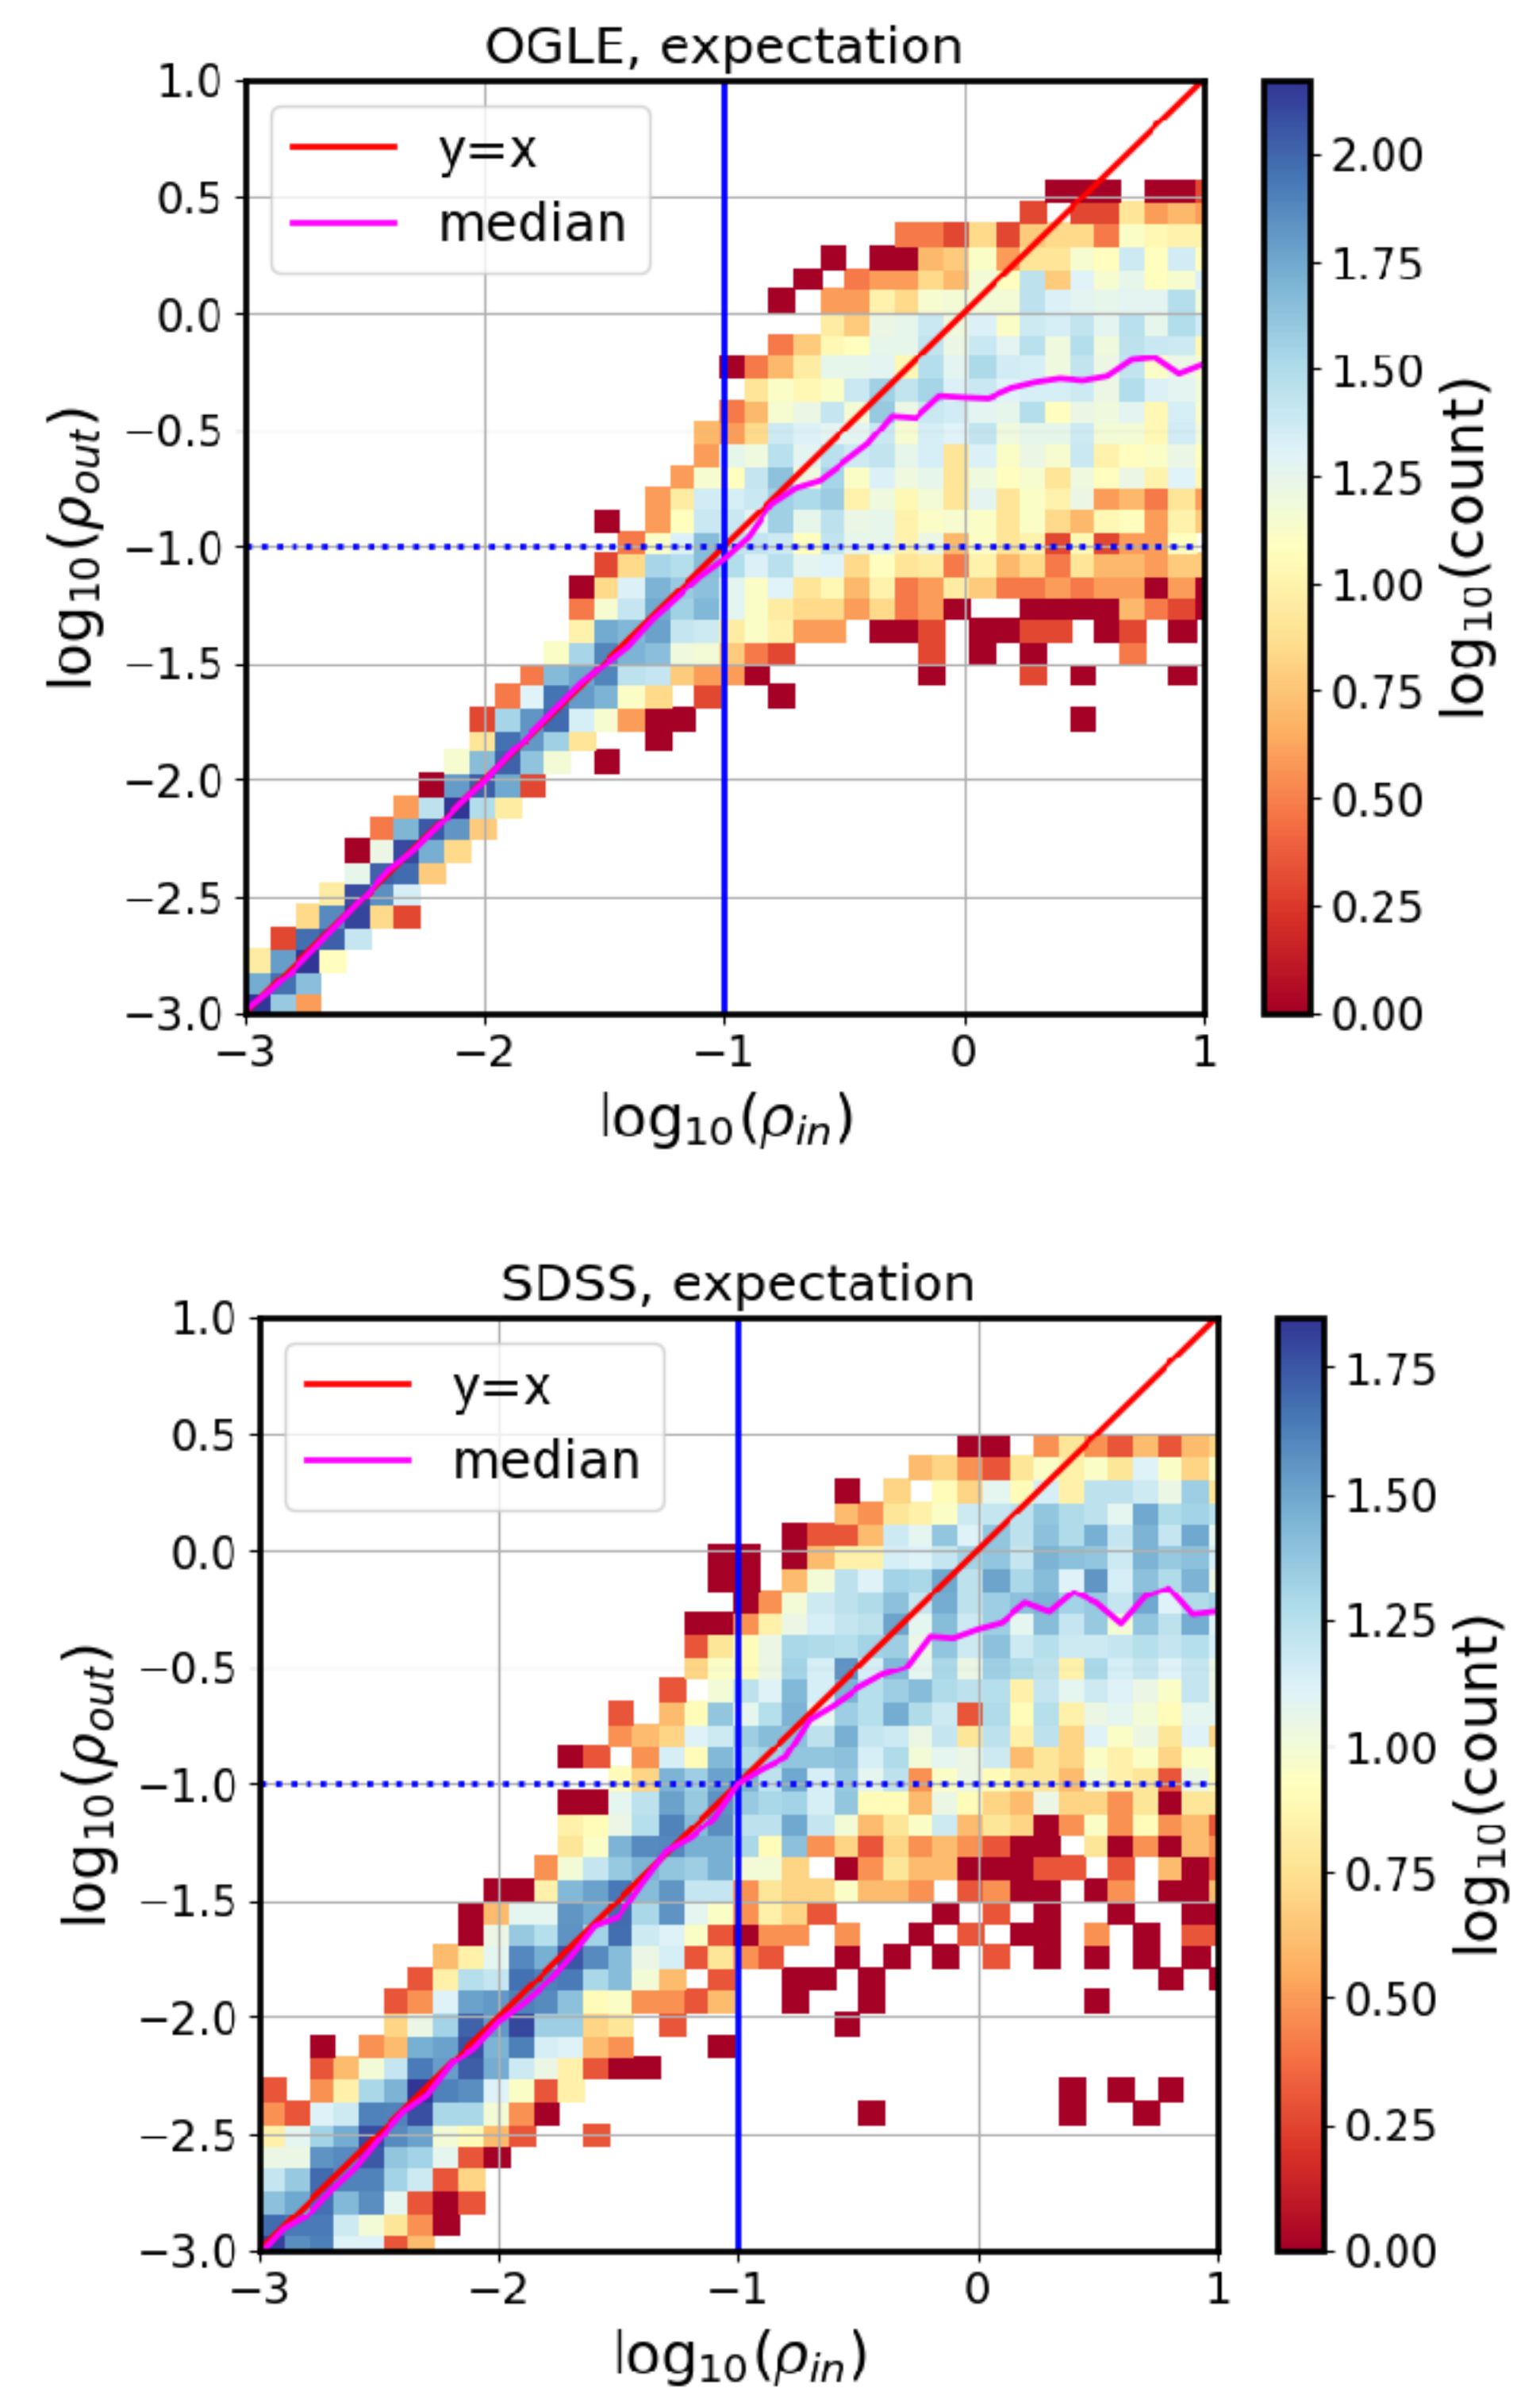 OGLE, expectation
1.0
0.5
0.0
−0.5
−1.0
−1.5
−2.0
−2.5
−3.0
log₁₀(ρₒᵤₜ)
y=x
median
−3 −2 −1 0 1
log₁₀(ρᵢₙ)
2.00
1.75
1.50
1.25
1.00
0.75
0.50
0.25
0.00
log₁₀(count)
SDSS, expectation
1.0
0.5
0.0
−0.5
−1.0
−1.5
−2.0
−2.5
−3.0
log₁₀(ρₒᵤₜ)
y=x
median
−3 −2 −1 0 1
log₁₀(ρᵢₙ)
1.75
1.50
1.25
1.00
0.75
0.50
0.25
0.00
log₁₀(count)